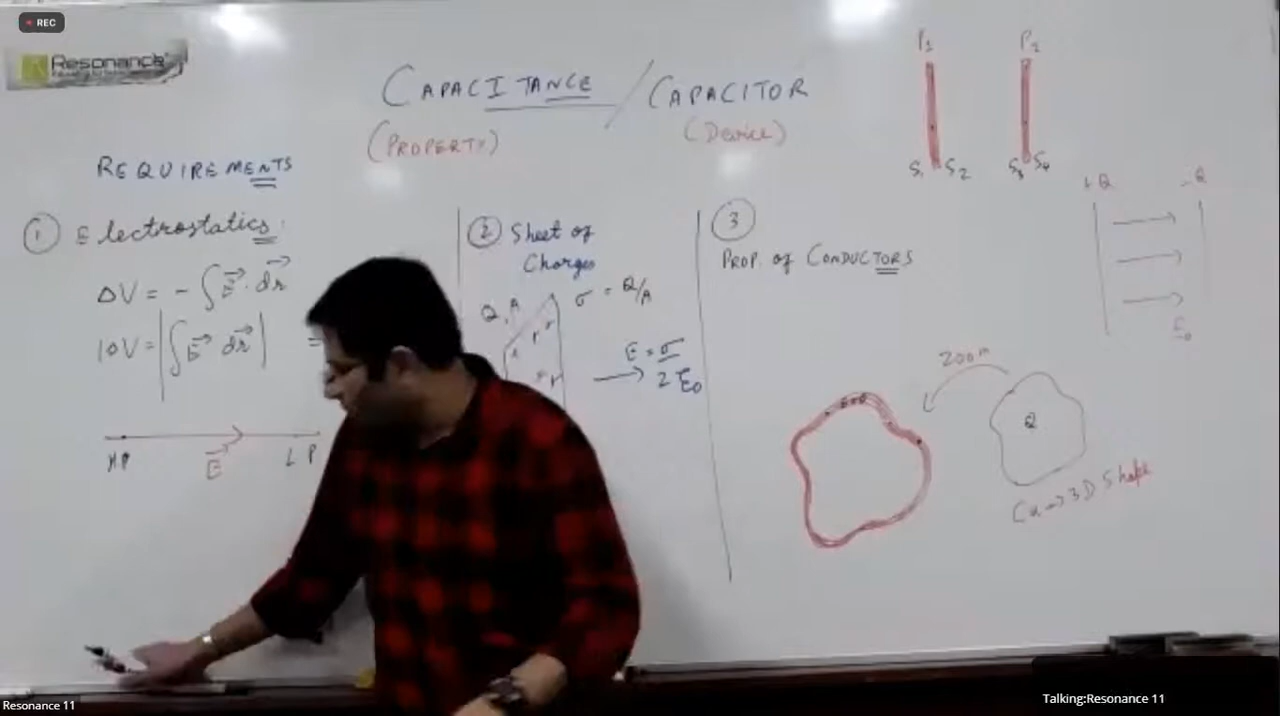 REC
Resonance
CAPACITANCE / CAPACITOR
(PROPERTY) (Device)
REQUIREMENTS
① Electrostatics:
ΔV = - ∫ E⃗ . dr⃗
|ΔV = |∫ E⃗ dr⃗ | =
HP E⃗ L P
② Sheet of
Charges
Q, A σ = Q/A
E = σ
2 ε₀
③
PROP. of CONDUCTORS
P1 P2
S1 S2 S3 S4
+Q -Q
E₀
Zoom
Q
Cu → 3D Shape
Resonance 11
Talking:Resonance 11